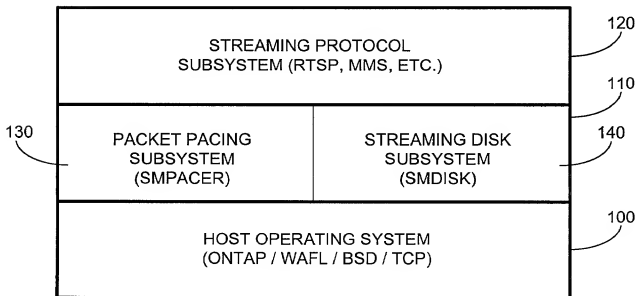 STREAMING PROTOCOL
SUBSYSTEM (RTSP, MMS, ETC.)
120
110
130
PACKET PACING
SUBSYSTEM
(SMPACER)
STREAMING DISK
SUBSYSTEM
(SMDISK)
140
HOST OPERATING SYSTEM
(ONTAP / WAFL / BSD / TCP)
100